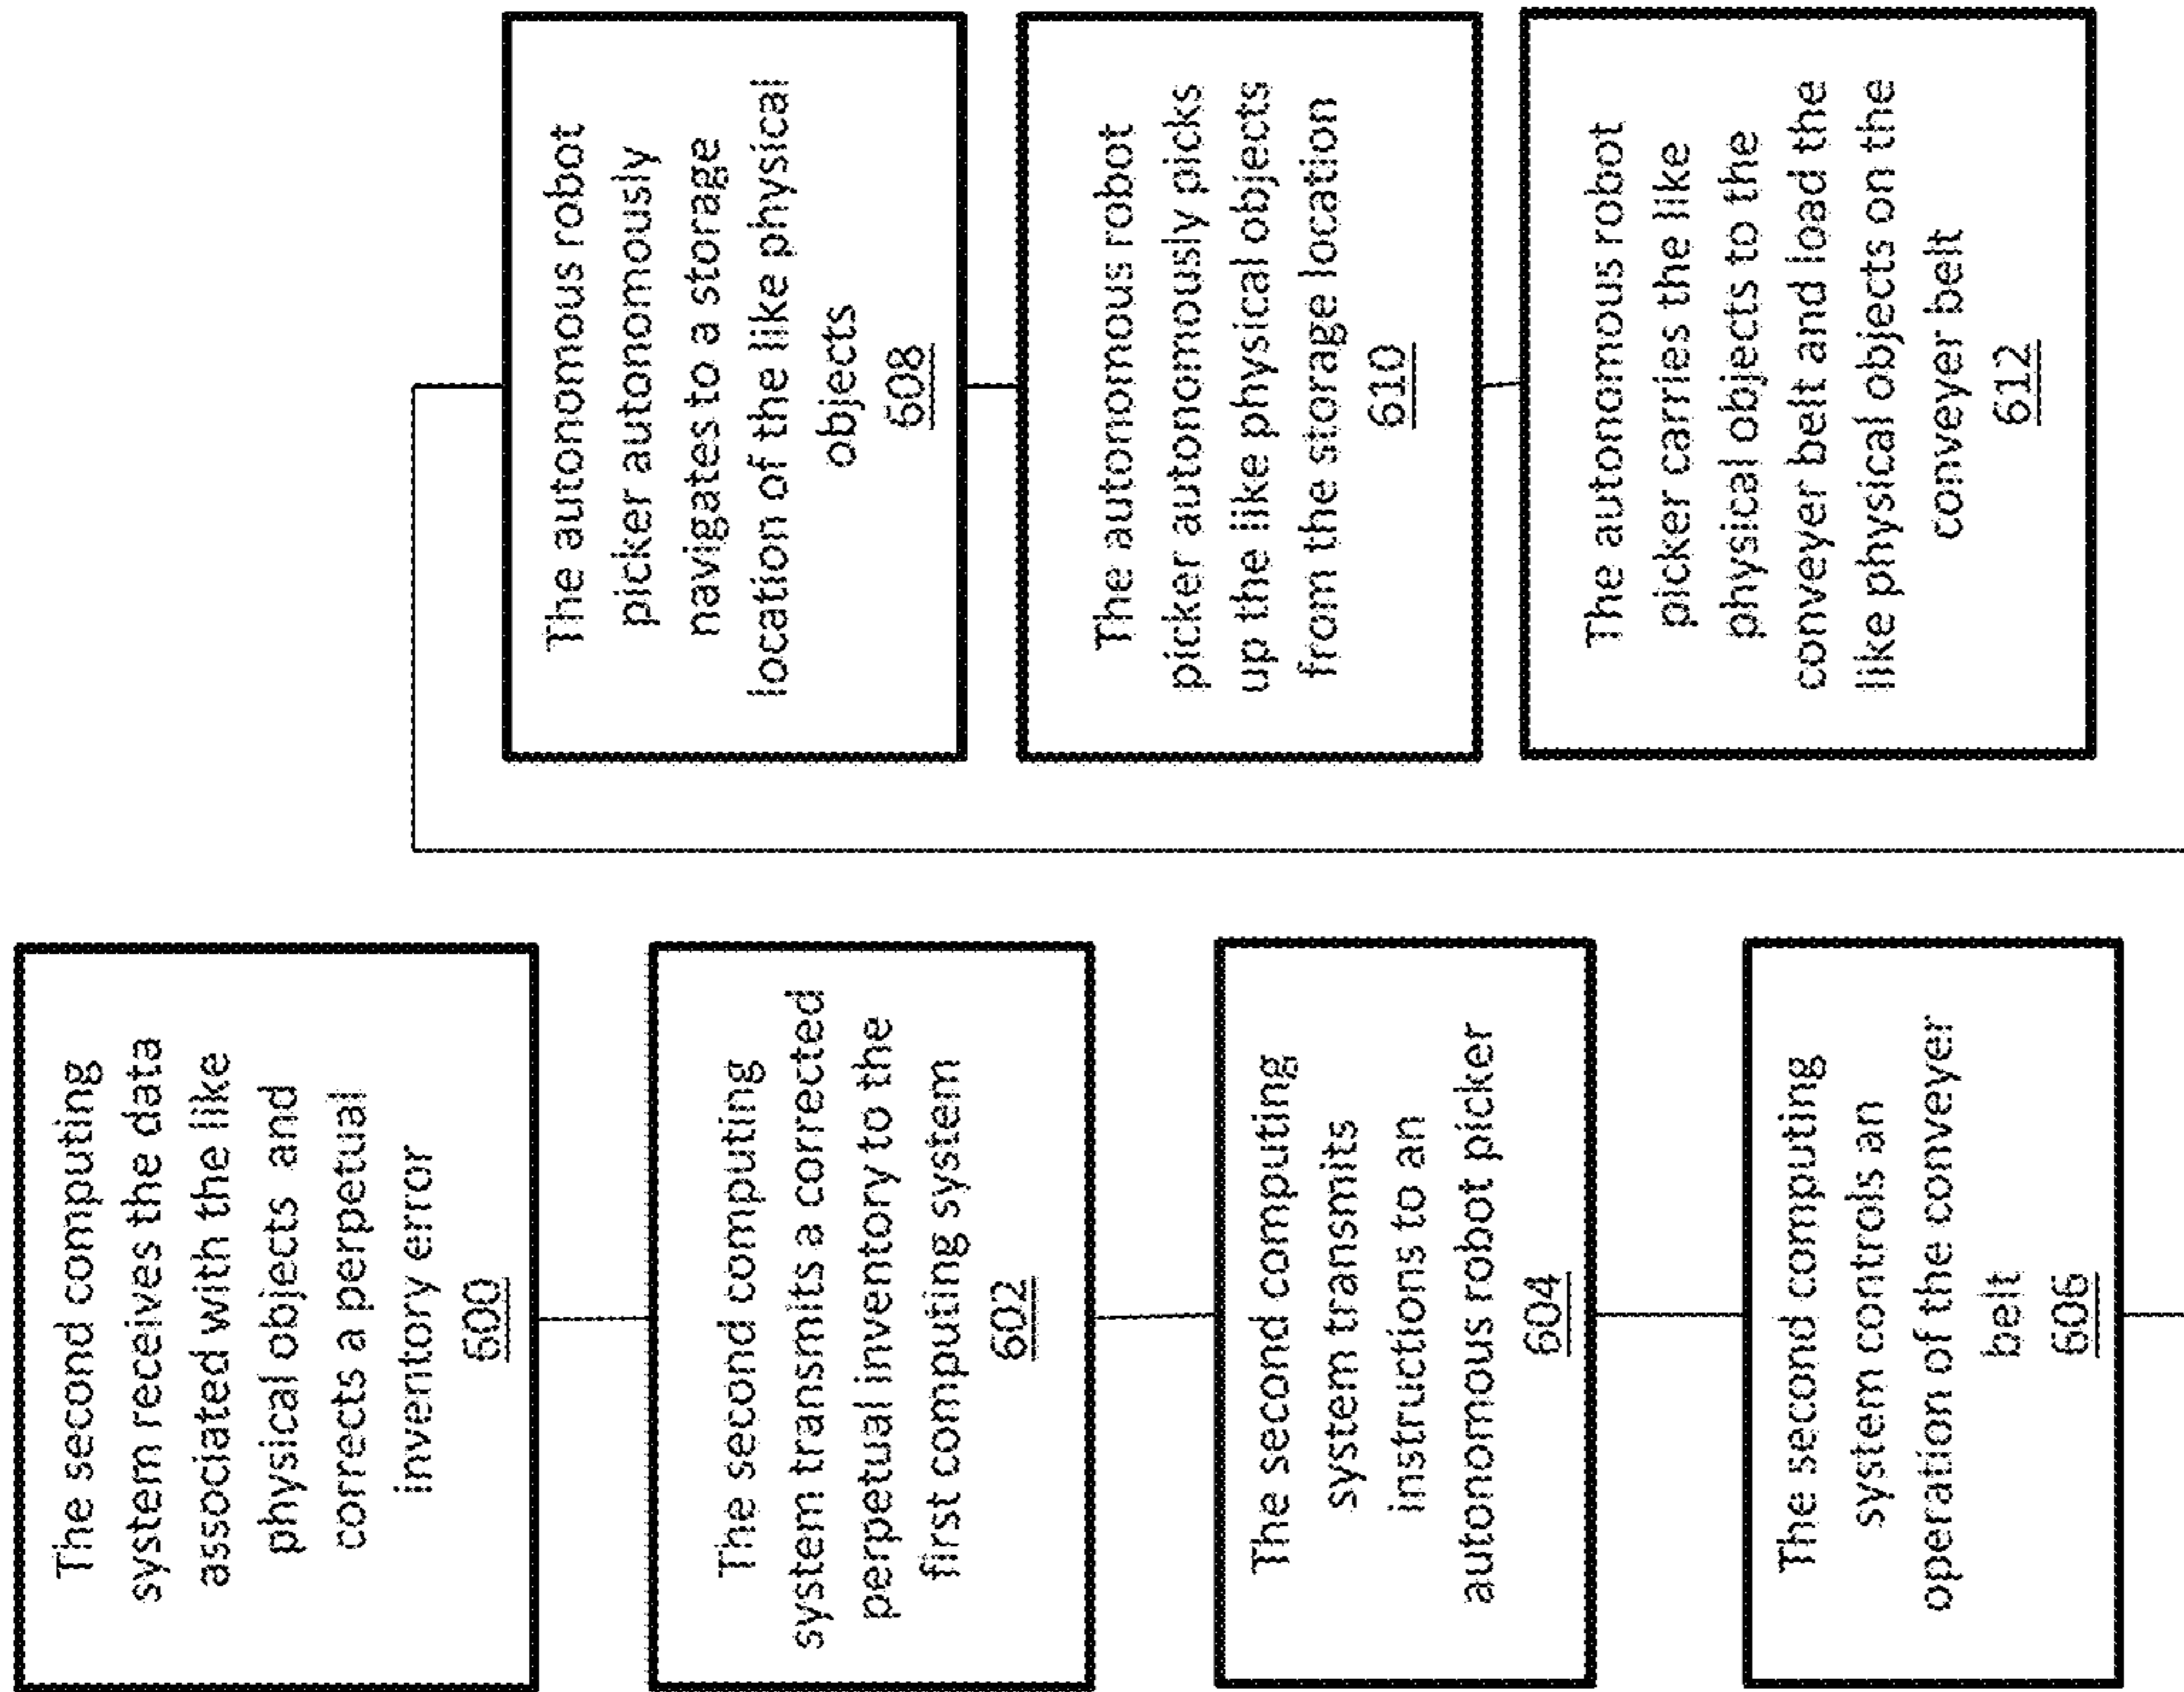 The second computing
system receives the data
associated with the like
physical objects and
corrects a perpetual
inventory error
600
The second computing
system transmits a corrected
perpetual inventory to the
first computing system
602
The second computing
system transmits
instructions to an
autonomous robot picker
604
The second computing
system controls an
operation of the conveyer
belt
606
The autonomous robot
picker autonomously
navigates to a storage
location of the like physical
objects
608
The autonomous robot
picker autonomously picks
up the like physical objects
from the storage location
610
The autonomous robot
picker carries the like
physical objects to the
conveyer belt and load the
like physical objects on the
conveyer belt
612